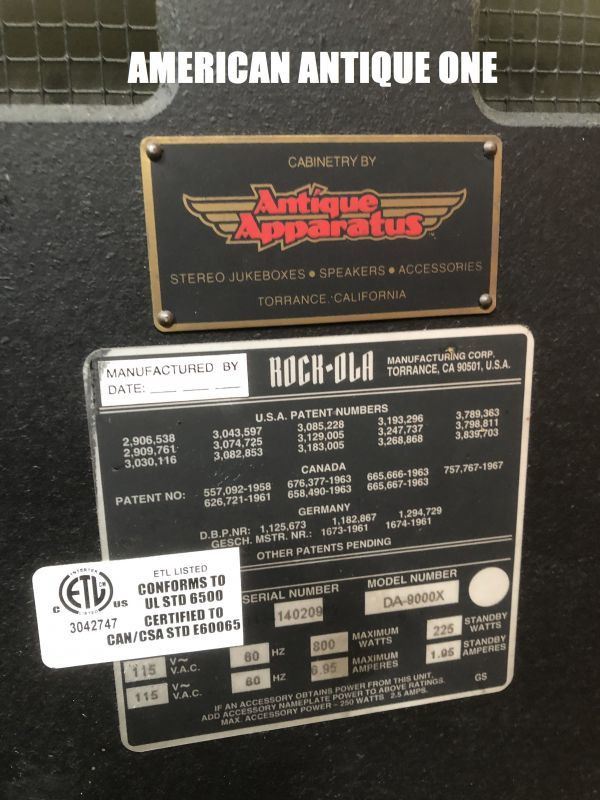 AMERICAN ANTIQUE ONE
CABINETRY BY
Antique
Apparatus
STEREO JUKEBOXES • SPEAKERS • ACCESSORIES
TORRANCE, CALIFORNIA
MANUFACTURED BY
DATE: __ __ __
ROCK-OLA
MANUFACTURING CORP.
TORRANCE, CA 90501, U.S.A.
U.S.A. PATENT NUMBERS
2,906,538 3,043,597 3,085,228 3,193,296 3,789,363
2,909,761 3,074,725 3,129,005 3,247,737 3,798,811
3,030,116 3,082,853 3,183,005 3,268,868 3,839,703
CANADA
PATENT NO: 557,092-1958 676,377-1963 665,666-1963 757,767-1967
626,721-1961 658,490-1963 665,667-1963
GERMANY
D.B.P.NR: 1,125,673 1,182,867 1,294,729
GESCH. MSTR. NR.: 1673-1961 1674-1961
OTHER PATENTS PENDING
ETL LISTED
CONFORMS TO
UL STD 6500
CERTIFIED TO
CAN/CSA STD E60065
C ETL US
INTERTEK
LISTED
CM
3042747
SERIAL NUMBER
140209
MODEL NUMBER
DA-9000X
115 V~ V.A.C. 60 HZ 800 MAXIMUM WATTS 225 STANDBY WATTS
115 V~ V.A.C. 60 HZ 6.95 MAXIMUM AMPERES 1.95 STANDBY AMPERES
GS
IF AN ACCESSORY OBTAINS POWER FROM THIS UNIT,
ADD ACCESSORY NAMEPLATE POWER TO ABOVE RATINGS.
MAX. ACCESSORY POWER - 250 WATTS 2.5 AMPS.